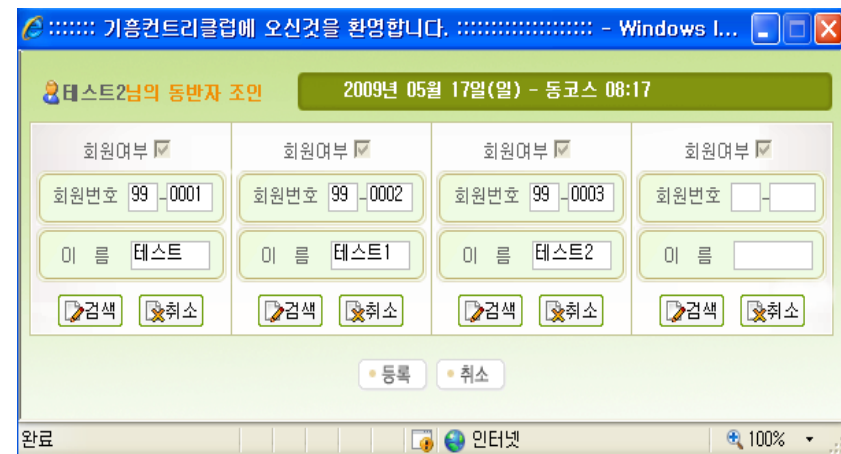 ::::::: 기흥컨트리클럽에 오신것을 환영합니다. :::::::::::::::::::: - Windows I...
테스트2님의 동반자 조인 2009년 05월 17일(일) - 동코스 08:17
회원여부 회원여부 회원여부 회원여부
회원번호 99 - 0001 회원번호 99 - 0002 회원번호 99 - 0003 회원번호 -
이 름 테스트 이 름 테스트1 이 름 테스트2 이 름
검색 취소 검색 취소 검색 취소 검색 취소
등록 취소
완료 인터넷 100%